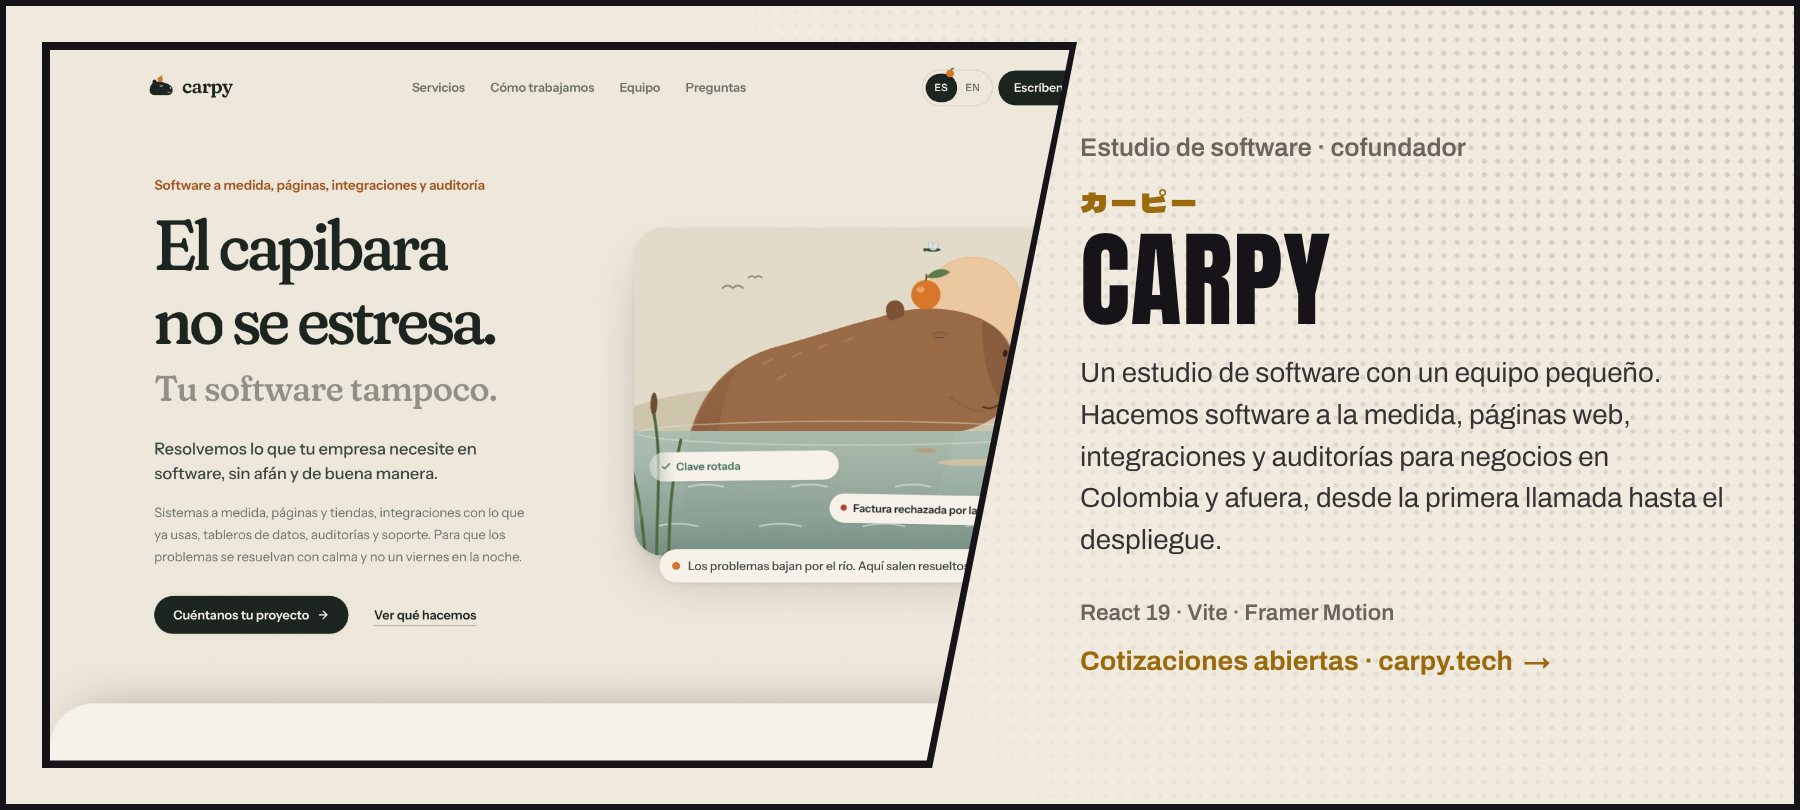 carpy
Servicios
Cómo trabajamos
Equipo
Preguntas
ES
EN
Software a medida, páginas, integraciones y auditoría
El capibara
no se estresa.
Tu software tampoco.
Resolvemos lo que tu empresa necesite en
software, sin afán y de buena manera.
Sistemas a medida, páginas y tiendas, integraciones con lo que
ya usas, tableros de datos, auditorías y soporte. Para que los
problemas se resuelvan con calma y no un viernes en la noche.
Cuéntanos tu proyecto →
Ver qué hacemos
Clave rotada
Factura rechazada por la
Los problemas bajan por el río. Aquí salen resueltos
Estudio de software · cofundador
カーピー
CARPY
Un estudio de software con un equipo pequeño.
Hacemos software a la medida, páginas web,
integraciones y auditorías para negocios en
Colombia y afuera, desde la primera llamada hasta el
despliegue.
React 19 · Vite · Framer Motion
Cotizaciones abiertas · carpy.tech →